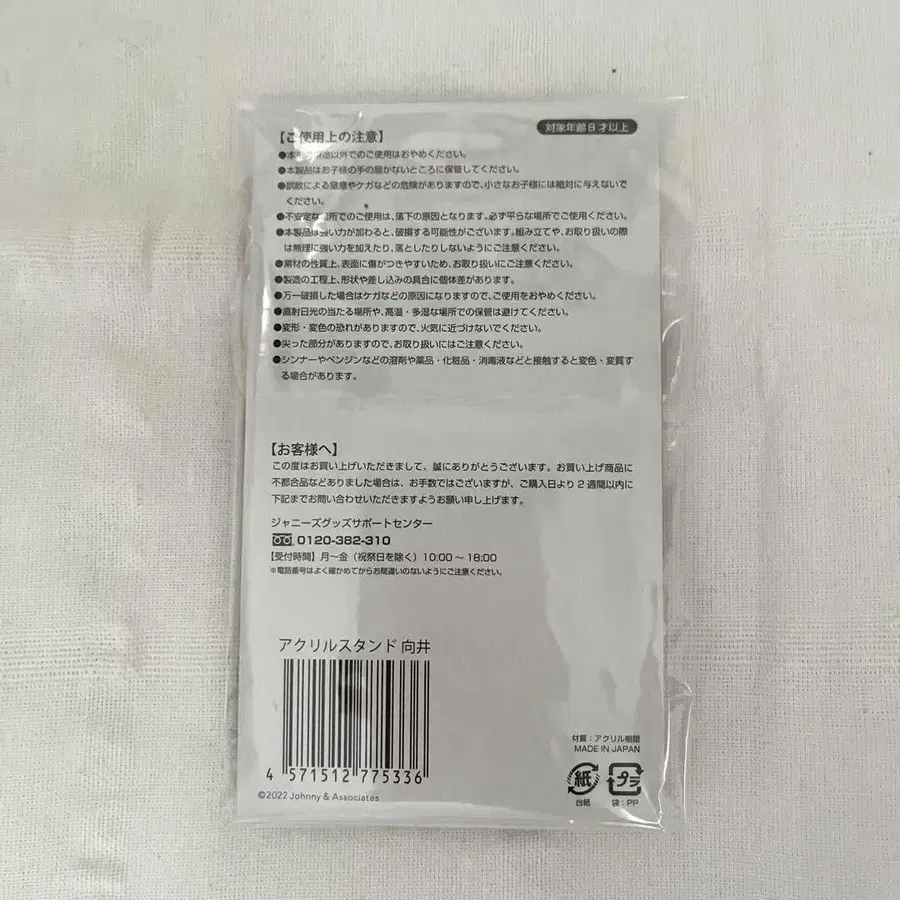 対象年齢8才以上
【ご使用上の注意】
●本 以外でのご使用はおやめください。
●本製品はお子様の手の届かないところに保管してください。
●誤飲による窒息やケガなどの危険がありますので、小さなお子様には絶対に与えないで
ください。
●不安定な場所でのご使用は、落下の原因となります。必ず平らな場所でご使用ください。
●本製品は強い力が加わると、破損する可能性がございます。組み立てや、お取り扱いの際
は無理に強い力を加えたり、落としたりしないようにご注意ください。
●素材の性質上、表面に傷がつきやすいため、お取り扱いにご注意ください。
●製造の工程上、形状や差し込みの具合に個体差があります。
●万一破損した場合はケガなどの原因になりますので、ご使用をおやめください。
●直射日光の当たる場所や、高温・多湿な場所での保管は避けてください。
●変形・変色の恐れがありますので、火気に近づけないでください。
●尖った部分がありますので、お取り扱いにはご注意ください。
●シンナーやベンジンなどの溶剤や薬品・化粧品・消毒液などと接触すると変色・変質す
る場合があります。
【お客様へ】
この度はお買い上げいただきまして、誠にありがとうございます。お買い上げ商品に
不都合品などありました場合は、お手数ではございますが、ご購入日より2週間以内に
下記までお問い合わせいただきますようお願い申し上げます。
ジャニーズグッズサポートセンター
0120-382-310
【受付時間】月～金（祝祭日を除く）10:00～18:00
※電話番号はよく確かめてからお間違いのないようにご注意ください。
アクリルスタンド 向井
4 571512 775336
©2022 Johnny & Associates
材質：アクリル樹脂
MADE IN JAPAN
紙 プラ
台紙 袋：PP